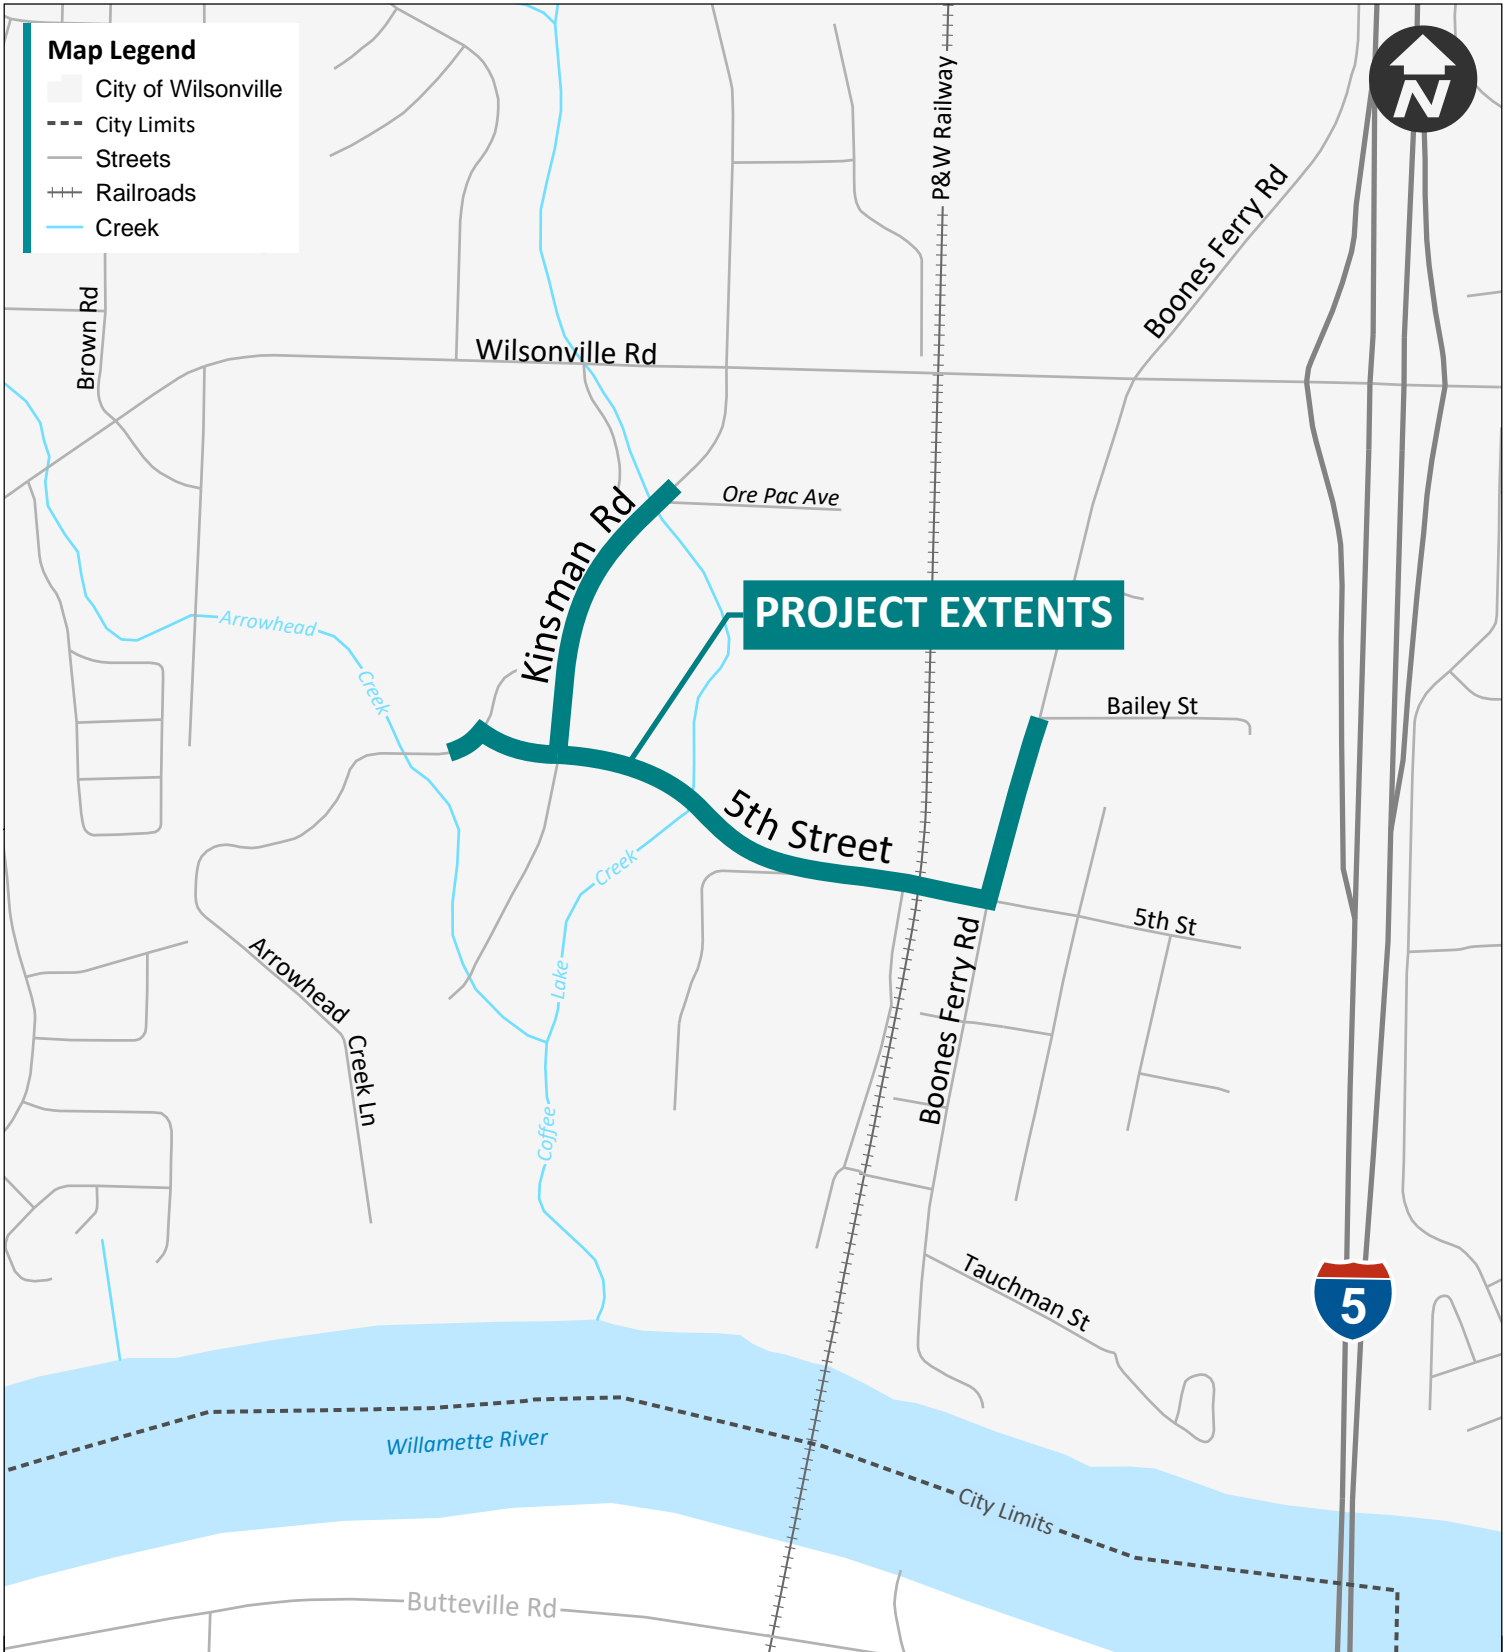 Map Legend
City of Wilsonville
City Limits
Streets
Railroads
Creek
N
P&W Railway
Boones Ferry Rd
Brown Rd
Wilsonville Rd
Ore Pac Ave
Kinsman Rd
PROJECT EXTENTS
Arrowhead
Creek
Bailey St
5th Street
Creek
5th St
Arrowhead
Creek Ln
Lake
Boones Ferry Rd
Coffee
Tauchman St
5
Willamette River
City Limits
Butteville Rd